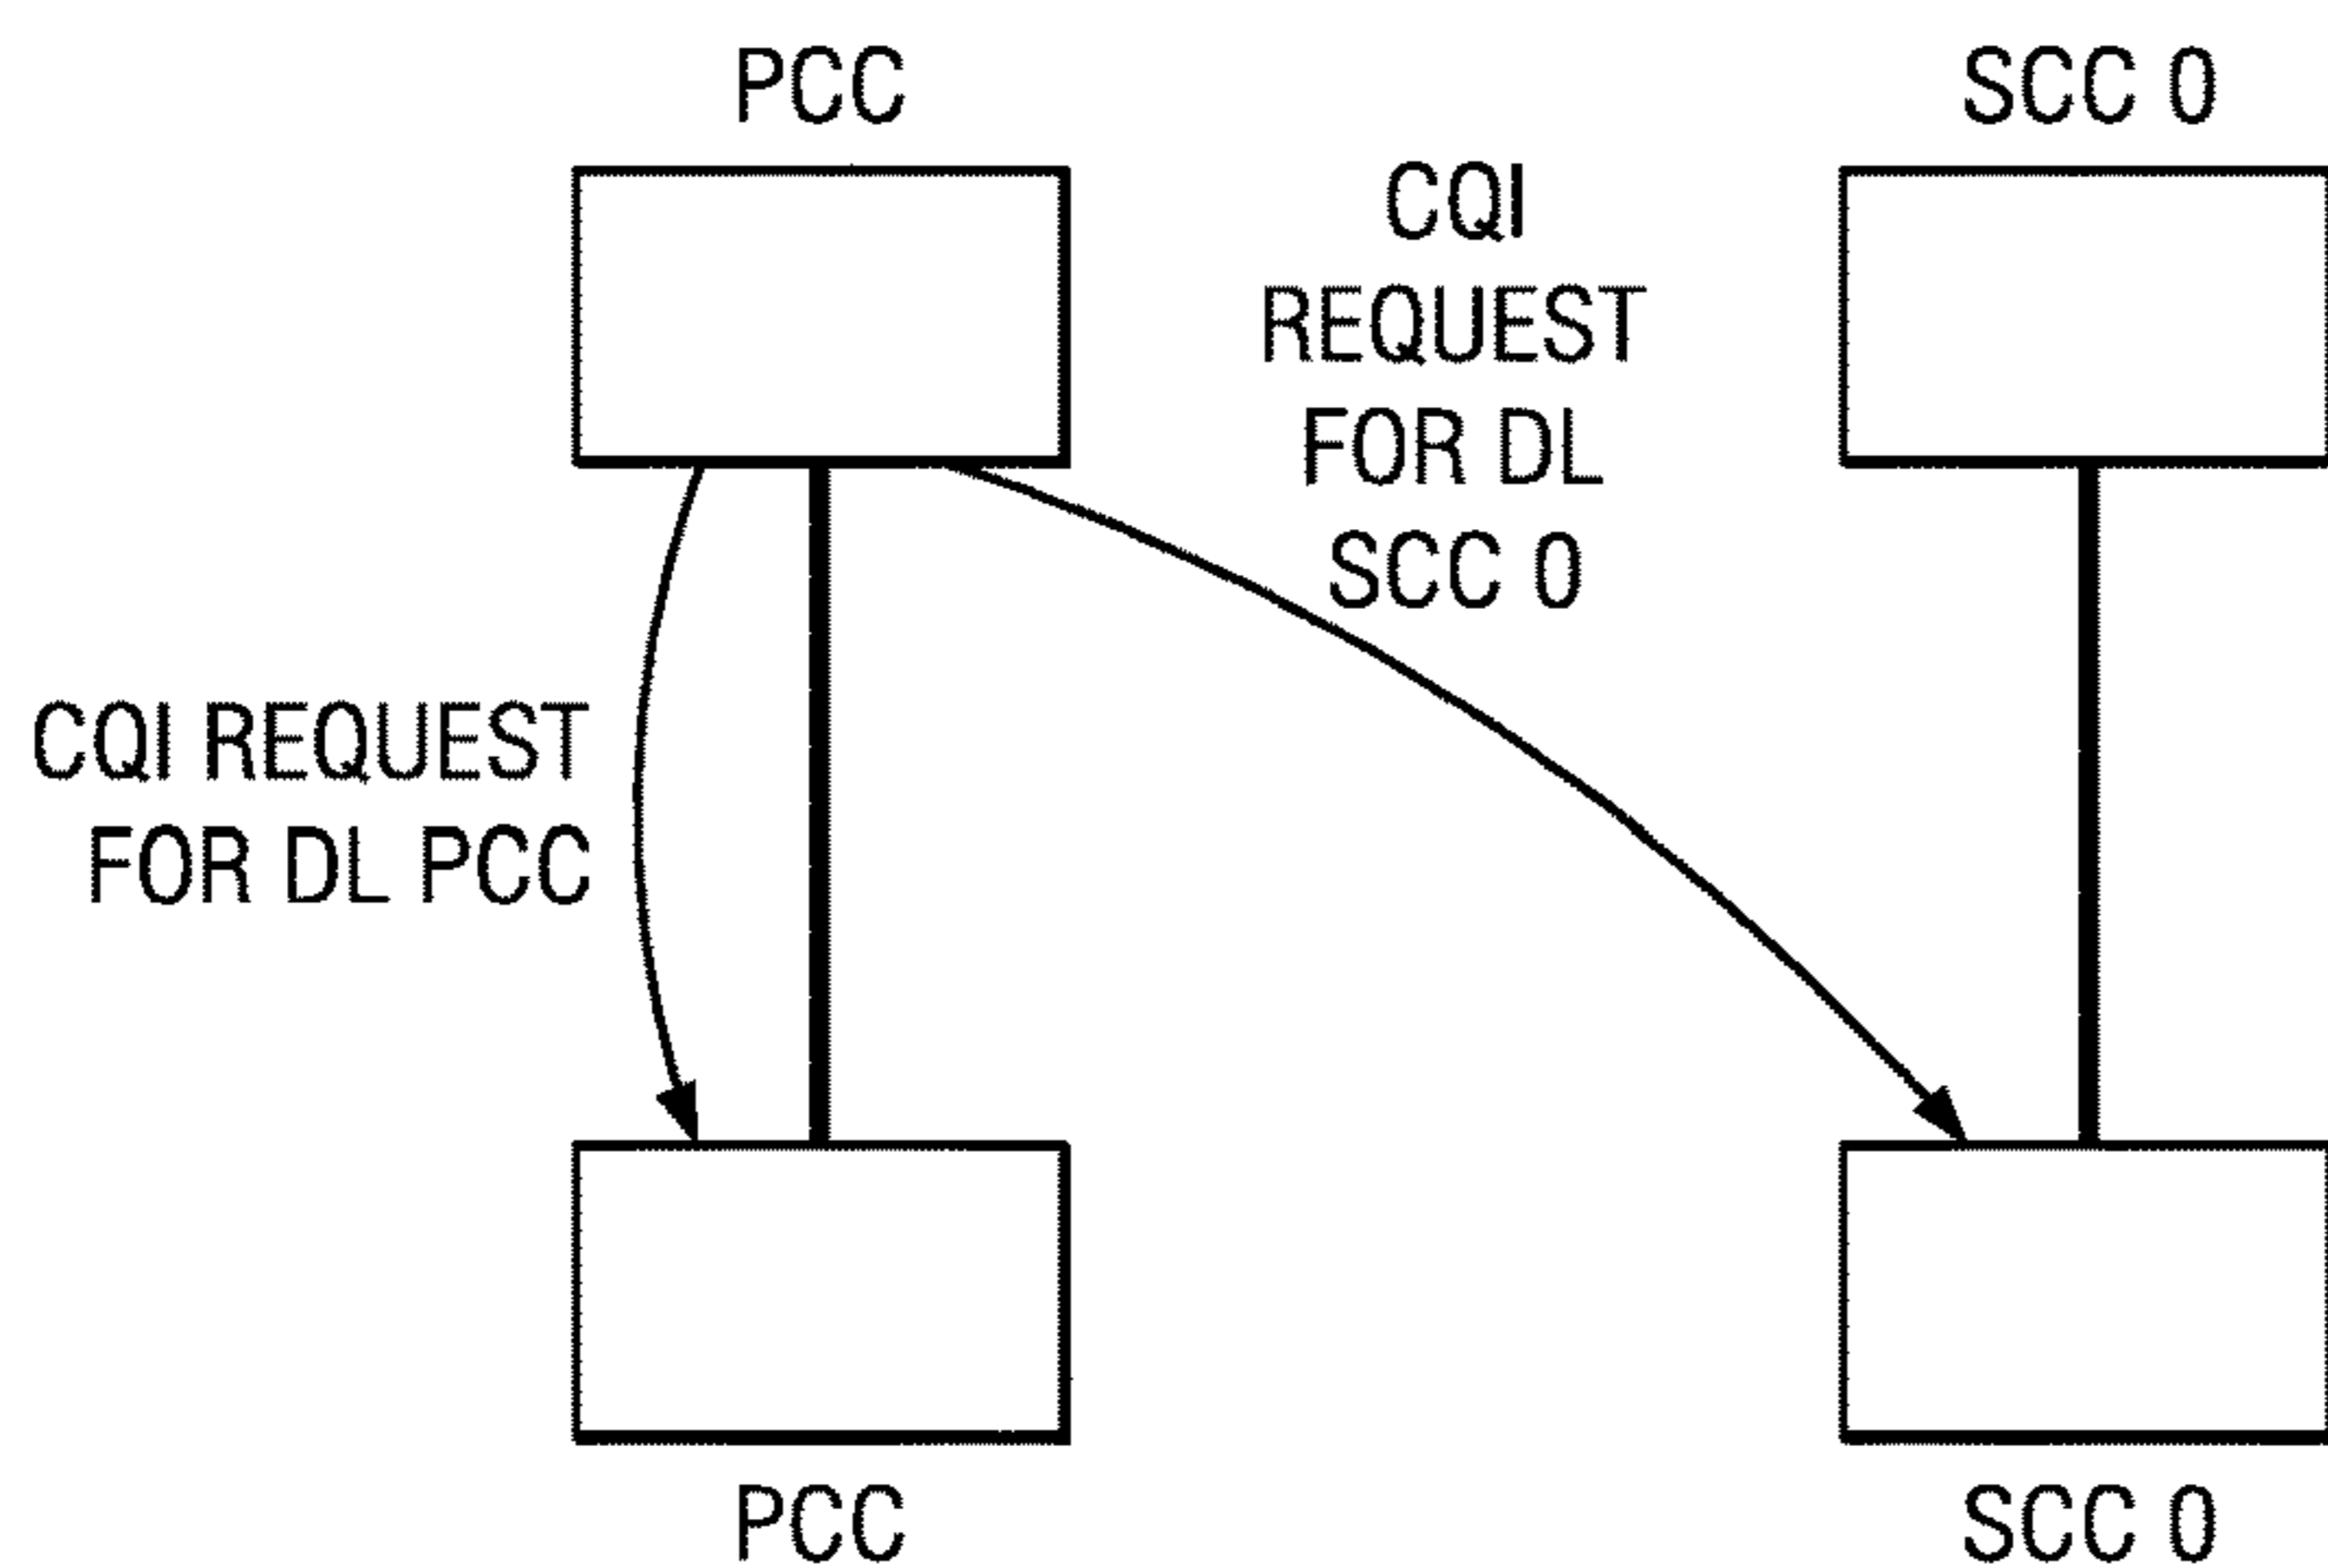 PCC
SCC 0
CQI
REQUEST
FOR DL
SCC 0
CQI REQUEST
FOR DL PCC
PCC
SCC 0